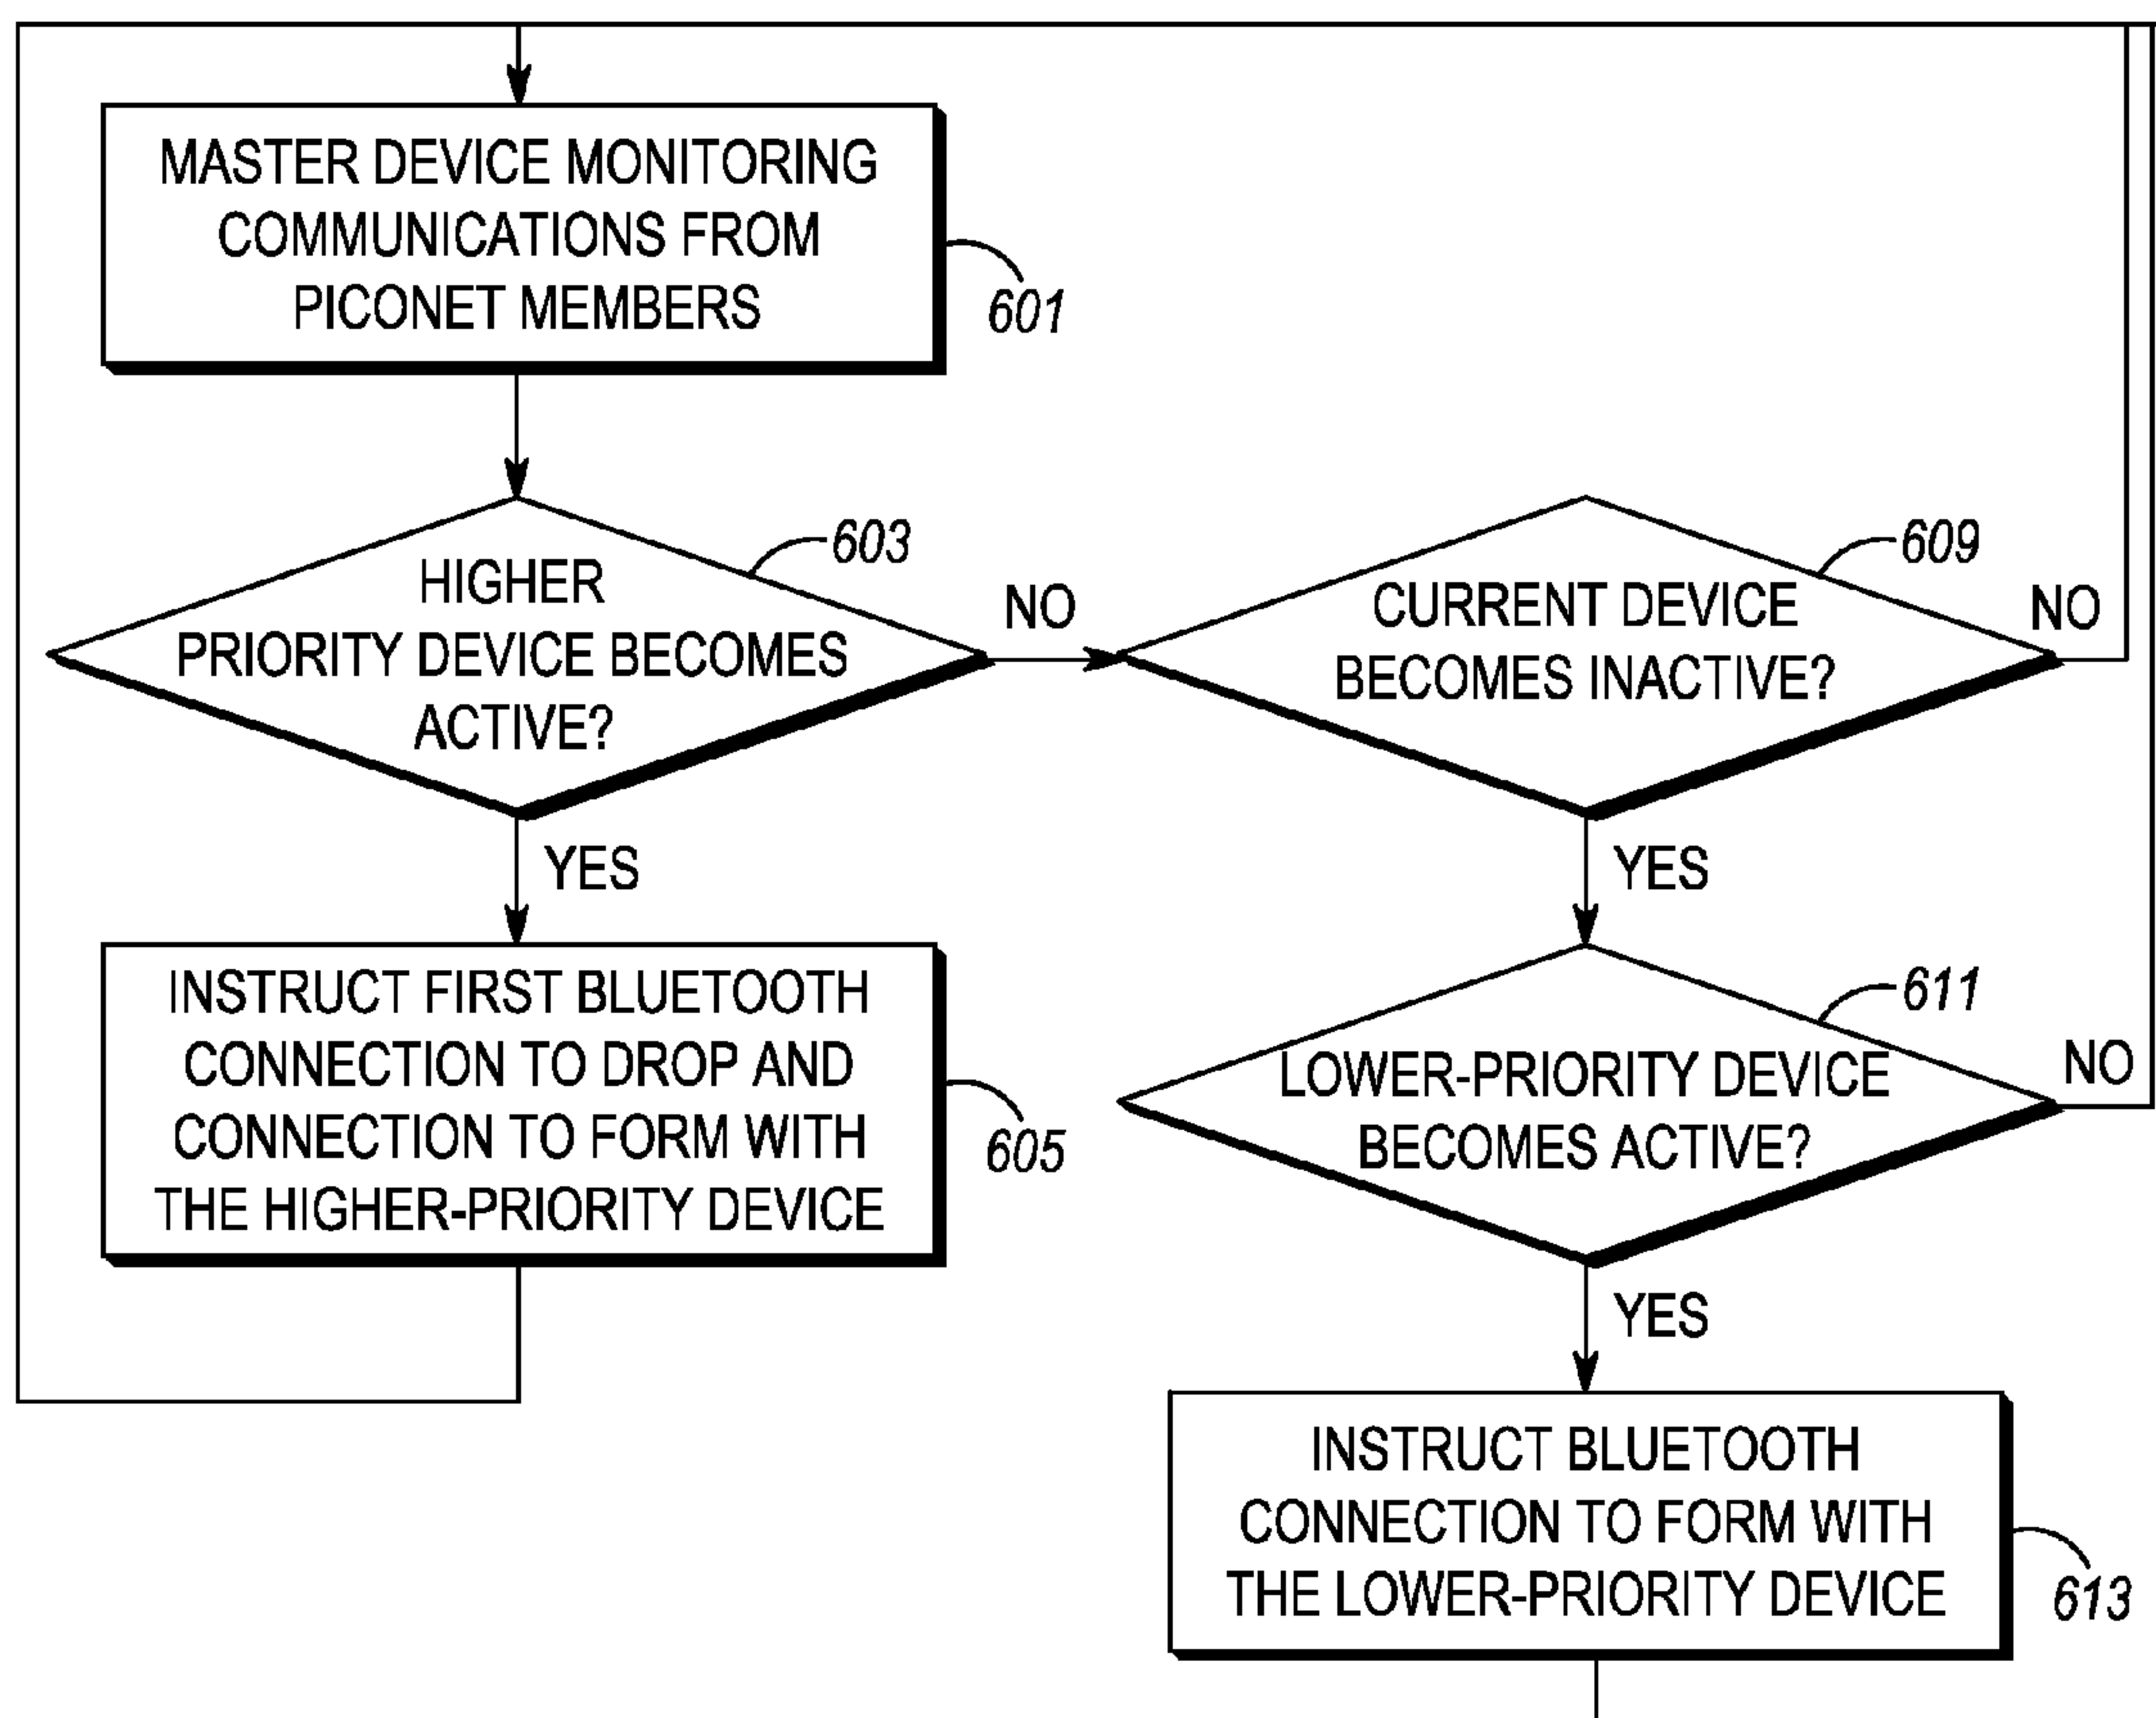 MASTER DEVICE MONITORING
COMMUNICATIONS FROM
PICONET MEMBERS
601
HIGHER
PRIORITY DEVICE BECOMES
ACTIVE?
603
NO
CURRENT DEVICE
BECOMES INACTIVE?
609
NO
YES
YES
INSTRUCT FIRST BLUETOOTH
CONNECTION TO DROP AND
CONNECTION TO FORM WITH
THE HIGHER-PRIORITY DEVICE
605
LOWER-PRIORITY DEVICE
BECOMES ACTIVE?
611
NO
YES
INSTRUCT BLUETOOTH
CONNECTION TO FORM WITH
THE LOWER-PRIORITY DEVICE
613